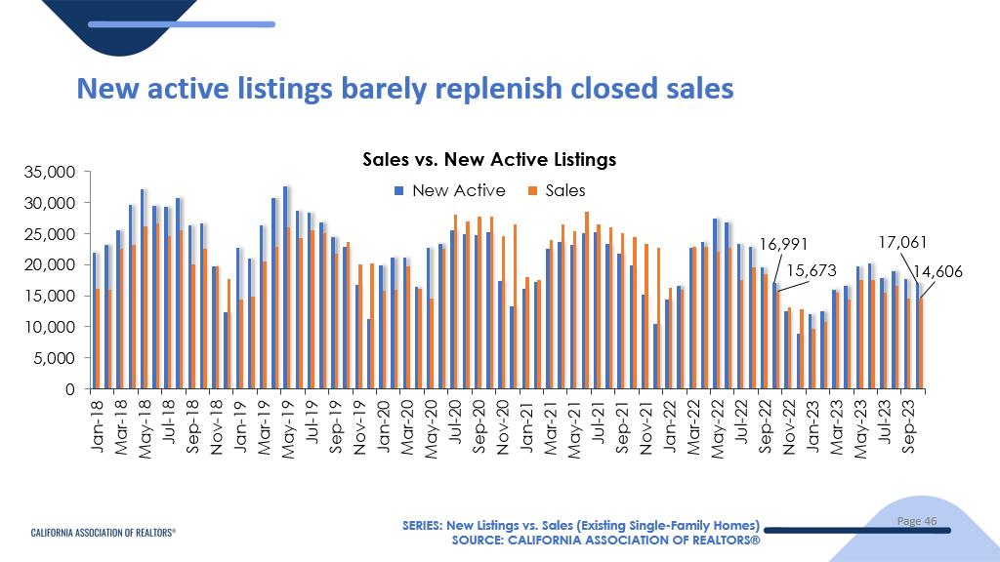 New active listings barely replenish closed sales
Sales vs. New Active Listings
New Active Sales
35,000
30,000
25,000
20,000
15,000
10,000
5,000
0
16,991
15,673
17,061
14,606
Jan-18
Mar-18
May-18
Jul-18
Sep-18
Nov-18
Jan-19
Mar-19
May-19
Jul-19
Sep-19
Nov-19
Jan-20
Mar-20
May-20
Jul-20
Sep-20
Nov-20
Jan-21
Mar-21
May-21
Jul-21
Sep-21
Nov-21
Jan-22
Mar-22
May-22
Jul-22
Sep-22
Nov-22
Jan-23
Mar-23
May-23
Jul-23
Sep-23
CALIFORNIA ASSOCIATION OF REALTORS®
SERIES: New Listings vs. Sales (Existing Single-Family Homes)
SOURCE: CALIFORNIA ASSOCIATION OF REALTORS®
Page 46